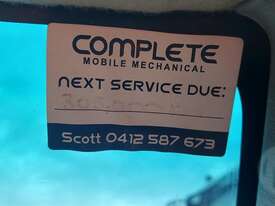 COMPLETE
MOBILE MECHANICAL
NEXT SERVICE DUE:
Scott 0412 587 673